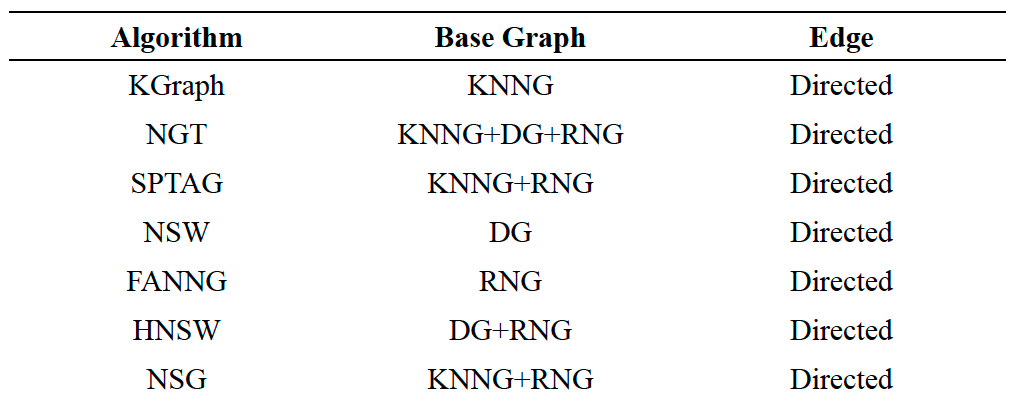 Algorithm Base Graph Edge
KGraph KNNG Directed
NGT KNNG+DG+RNG Directed
SPTAG KNNG+RNG Directed
NSW DG Directed
FANNG RNG Directed
HNSW DG+RNG Directed
NSG KNNG+RNG Directed